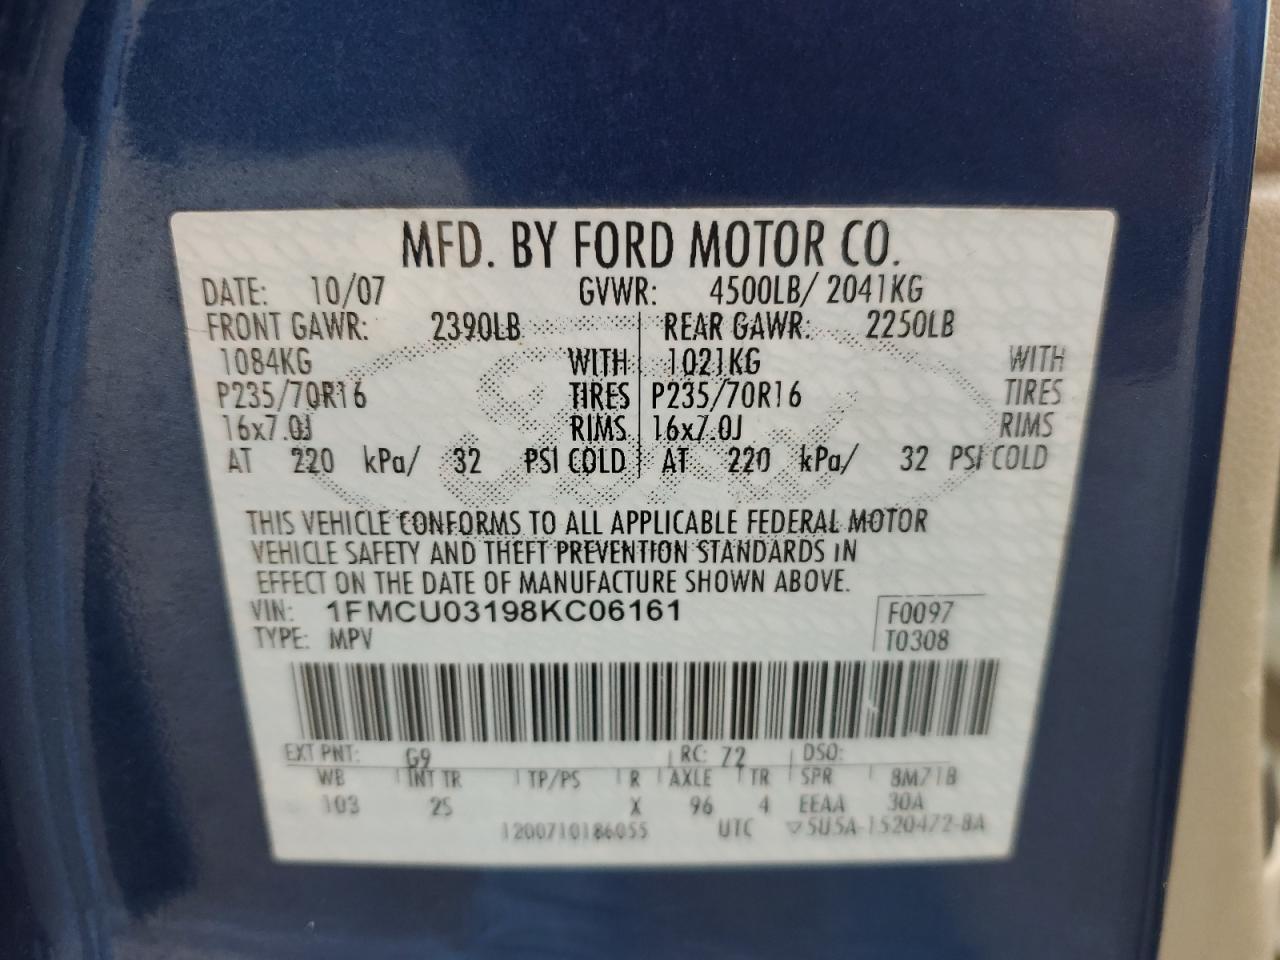 MFD. BY FORD MOTOR CO.
DATE: 10/07 GVWR: 4500LB/ 2041KG
FRONT GAWR: 2390LB REAR GAWR: 2250LB
1084KG WITH 1021KG WITH
P235/70R16 TIRES P235/70R16 TIRES
16x7.0J RIMS 16x7.0J RIMS
AT 220 kPa/ 32 PSI COLD AT 220 kPa/ 32 PSI COLD
THIS VEHICLE CONFORMS TO ALL APPLICABLE FEDERAL MOTOR
VEHICLE SAFETY AND THEFT PREVENTION STANDARDS IN
EFFECT ON THE DATE OF MANUFACTURE SHOWN ABOVE.
VIN: 1FMCU03198KC06161 F0097
TYPE: MPV T0308
EXT PNT: G9 RC: 72 DSO:
WB INT TR TP/PS R AXLE TR SPR 8M71B
103 2S X 96 4 EEAA 30A
1200710186055 UTC ▽5U5A-1520472-8A